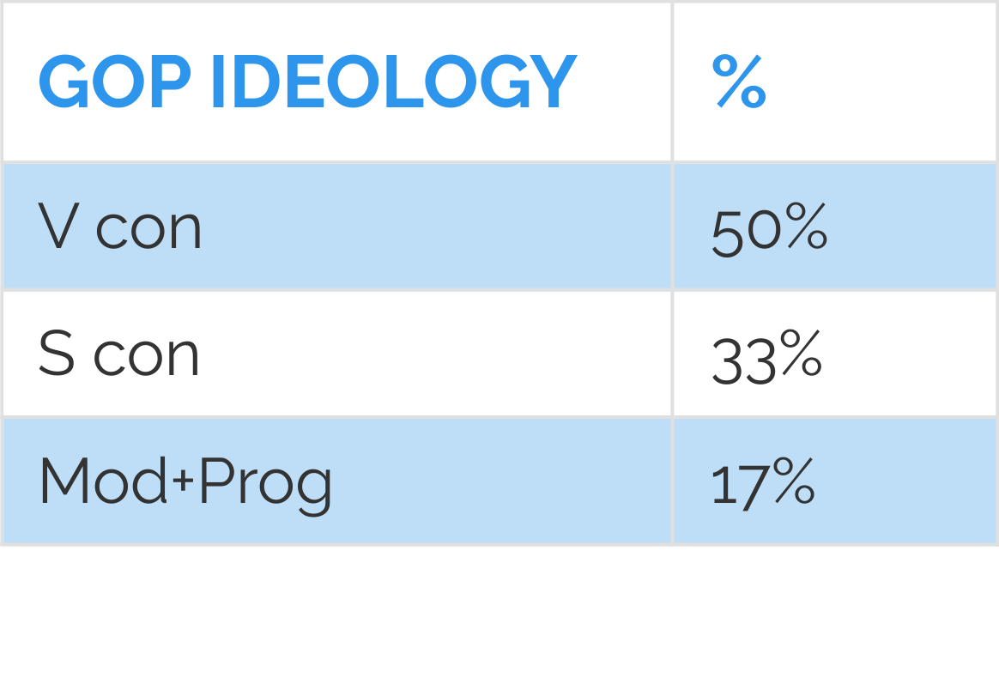 GOP IDEOLOGY %
V con 50%
S con 33%
Mod+Prog 17%